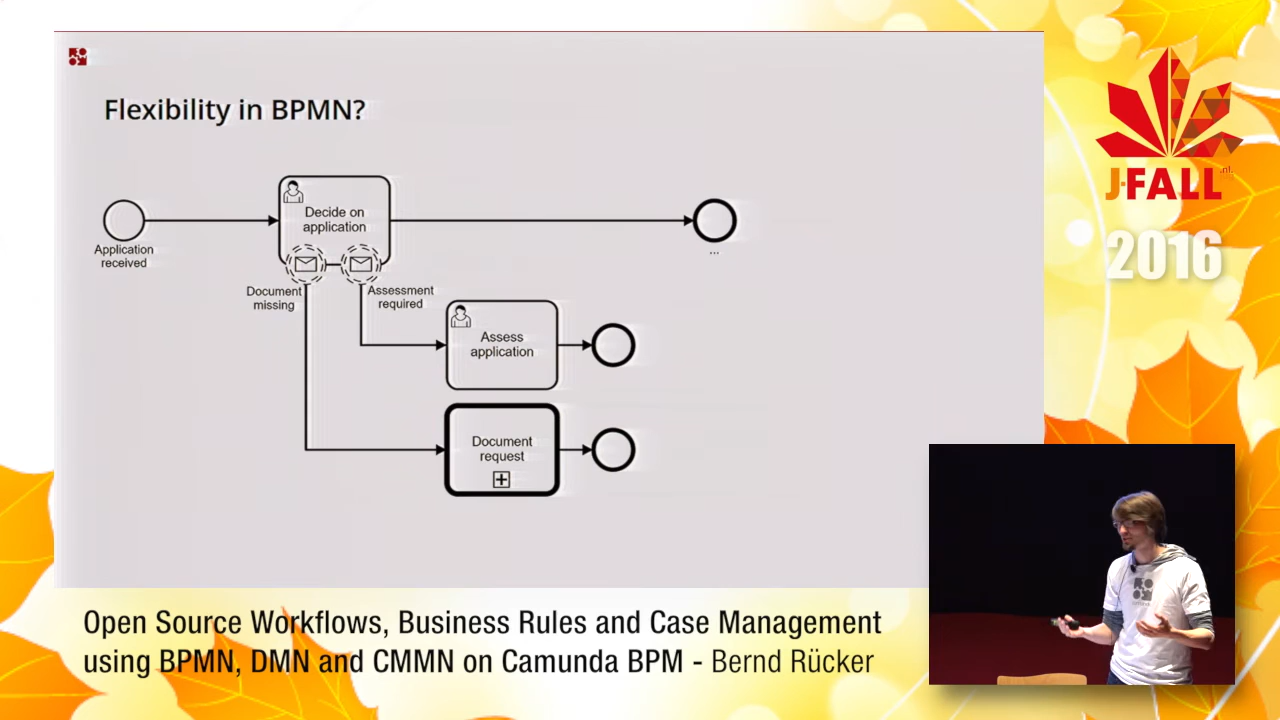 Flexibility in BPMN?
Decide on
application
Application
received
...
Document
missing
Assessment
required
Assess
application
Document
request
J-FALL
.nl
2016
Open Source Workflows, Business Rules and Case Management
using BPMN, DMN and CMMN on Camunda BPM - Bernd Rücker